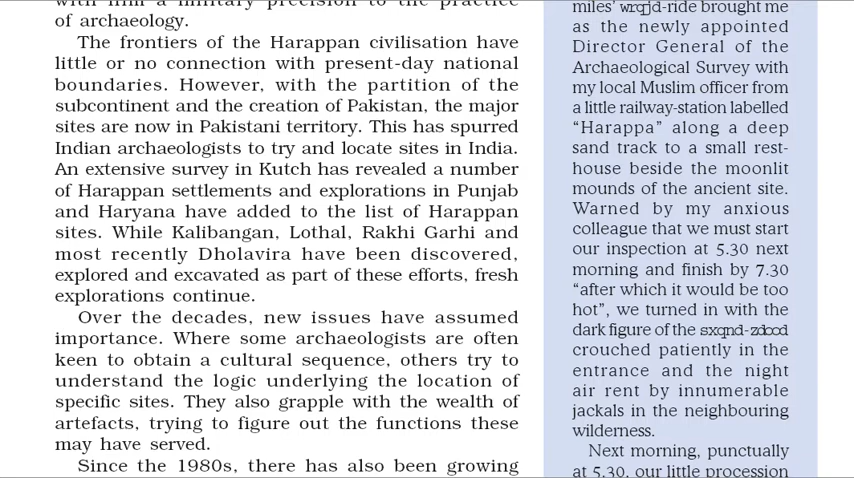 with him a military precision to the practice
of archaeology.
The frontiers of the Harappan civilisation have
little or no connection with present-day national
boundaries. However, with the partition of the
subcontinent and the creation of Pakistan, the major
sites are now in Pakistani territory. This has spurred
Indian archaeologists to try and locate sites in India.
An extensive survey in Kutch has revealed a number
of Harappan settlements and explorations in Punjab
and Haryana have added to the list of Harappan
sites. While Kalibangan, Lothal, Rakhi Garhi and
most recently Dholavira have been discovered,
explored and excavated as part of these efforts, fresh
explorations continue.
Over the decades, new issues have assumed
importance. Where some archaeologists are often
keen to obtain a cultural sequence, others try to
understand the logic underlying the location of
specific sites. They also grapple with the wealth of
artefacts, trying to figure out the functions these
may have served.
Since the 1980s, there has also been growing
miles’ wrqjd-ride brought me
as the newly appointed
Director General of the
Archaeological Survey with
my local Muslim officer from
a little railway-station labelled
“Harappa” along a deep
sand track to a small rest-
house beside the moonlit
mounds of the ancient site.
Warned by my anxious
colleague that we must start
our inspection at 5.30 next
morning and finish by 7.30
“after which it would be too
hot”, we turned in with the
dark figure of the sxqnd-zdood
crouched patiently in the
entrance and the night
air rent by innumerable
jackals in the neighbouring
wilderness.
Next morning, punctually
at 5.30, our little procession